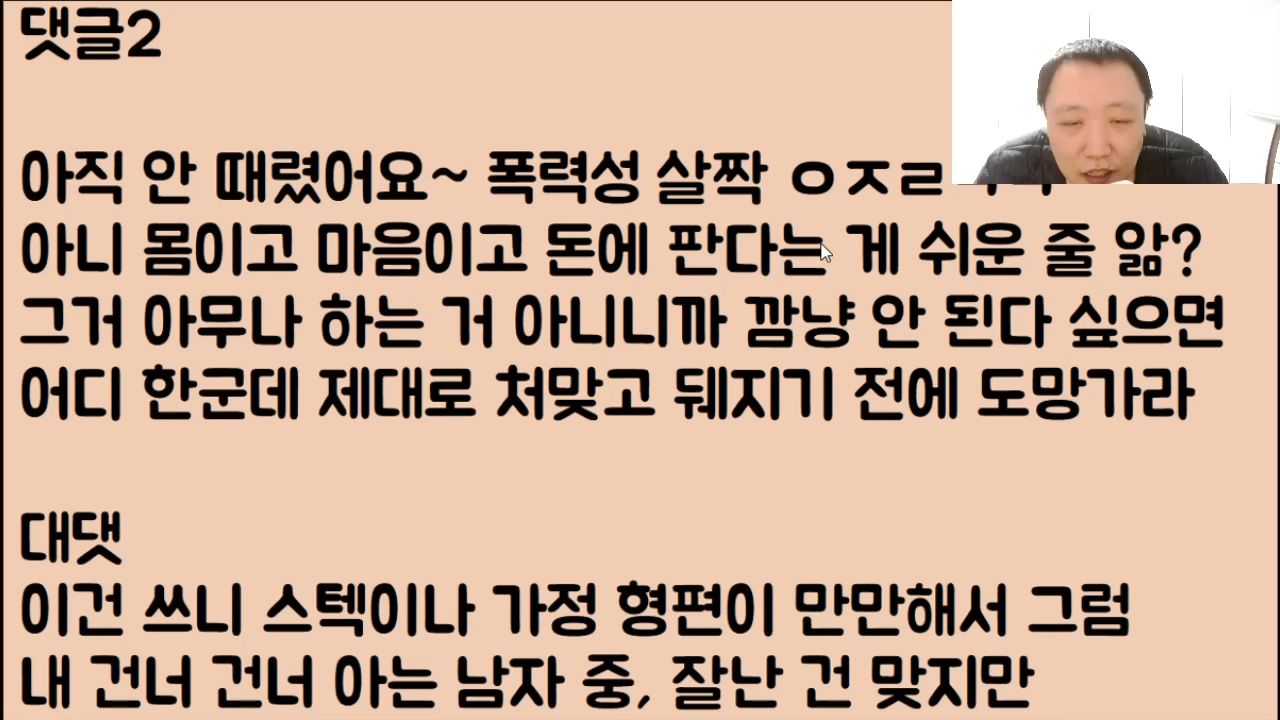 댓글2
아직 안 때렸어요~ 폭력성 살짝 ㅇㅈㄹ
아니 몸이고 마음이고 돈에 판다는 게 쉬운 줄 앎?
그거 아무나 하는 거 아니니까 깜냥 안 된다 싶으면
어디 한군데 제대로 처맞고 뒈지기 전에 도망가라
대댓
이건 쓰니 스텍이나 가정 형편이 만만해서 그럼
내 건너 건너 아는 남자 중, 잘난 건 맞지만